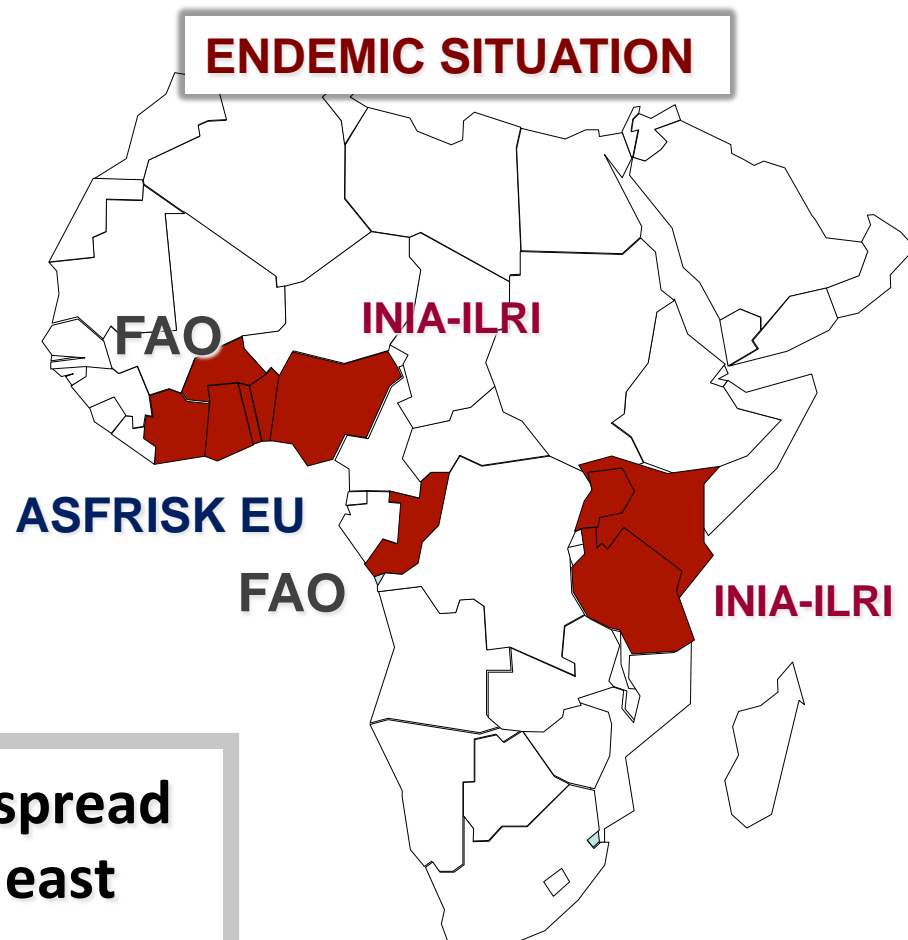 ENDEMIC SITUATION
INIA-ILRI
FAO
ASFRISK EU
FAO
INIA-ILRI
spread
east